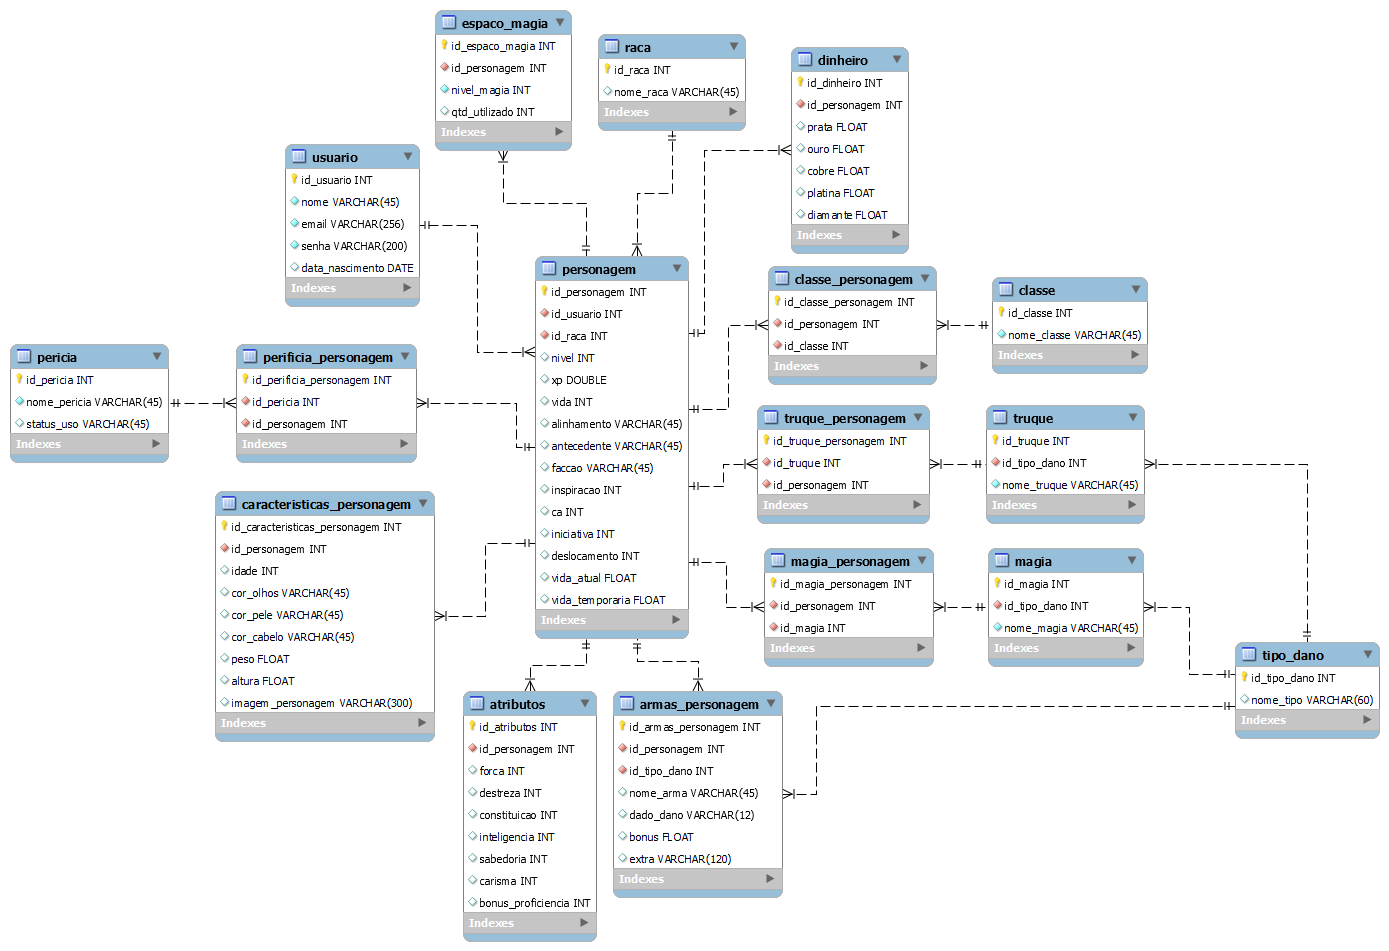 espaco_magia
id_espaco_magia INT
id_personagem INT
nivel_magia INT
qtd_utilizado INT
Indexes
raca
id_raca INT
nome_raca VARCHAR(45)
Indexes
dinheiro
id_dinheiro INT
id_personagem INT
prata FLOAT
ouro FLOAT
cobre FLOAT
platina FLOAT
diamante FLOAT
Indexes
usuario
id_usuario INT
nome VARCHAR(45)
email VARCHAR(256)
senha VARCHAR(200)
data_nascimento DATE
Indexes
personagem
id_personagem INT
id_usuario INT
id_raca INT
nivel INT
xp DOUBLE
vida INT
alinhamento VARCHAR(45)
antecedente VARCHAR(45)
faccao VARCHAR(45)
inspiracao INT
ca INT
iniciativa INT
deslocamento INT
vida_atual FLOAT
vida_temporaria FLOAT
Indexes
classe_personagem
id_classe_personagem INT
id_personagem INT
id_classe INT
Indexes
classe
id_classe INT
nome_classe VARCHAR(45)
Indexes
pericia
id_pericia INT
nome_pericia VARCHAR(45)
status_uso VARCHAR(45)
Indexes
perificia_personagem
id_perificia_personagem INT
id_pericia INT
id_personagem INT
Indexes
truque_personagem
id_truque_personagem INT
id_truque INT
id_personagem INT
Indexes
truque
id_truque INT
id_tipo_dano INT
nome_truque VARCHAR(45)
Indexes
caracteristicas_personagem
id_caracteristicas_personagem INT
id_personagem INT
idade INT
cor_olhos VARCHAR(45)
cor_pele VARCHAR(45)
cor_cabelo VARCHAR(45)
peso FLOAT
altura FLOAT
imagem_personagem VARCHAR(300)
Indexes
magia_personagem
id_magia_personagem INT
id_personagem INT
id_magia INT
Indexes
magia
id_magia INT
id_tipo_dano INT
nome_magia VARCHAR(45)
Indexes
tipo_dano
id_tipo_dano INT
nome_tipo VARCHAR(60)
Indexes
atributos
id_atributos INT
id_personagem INT
forca INT
destreza INT
constituicao INT
inteligencia INT
sabedoria INT
carisma INT
bonus_proficiencia INT
Indexes
armas_personagem
id_armas_personagem INT
id_personagem INT
id_tipo_dano INT
nome_arma VARCHAR(45)
dado_dano VARCHAR(12)
bonus FLOAT
extra VARCHAR(120)
Indexes